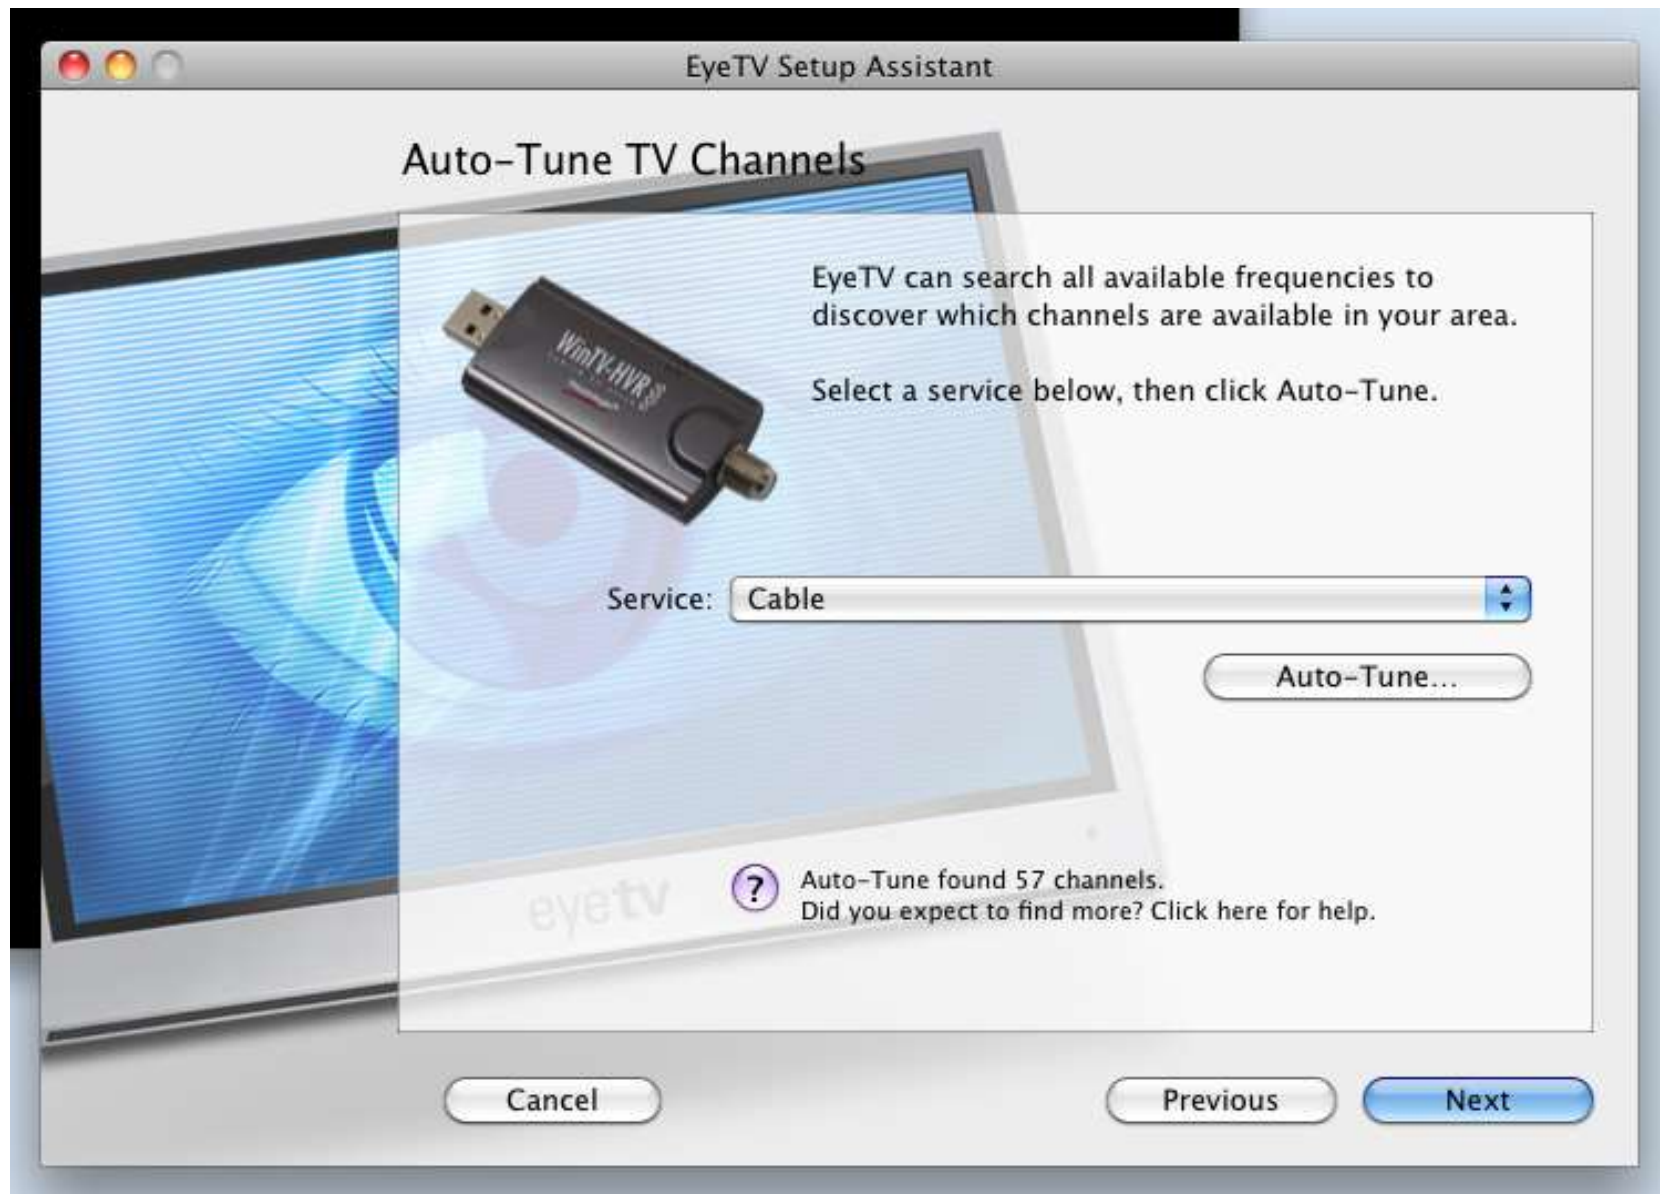 EyeTV Setup Assistant
Auto-Tune TV Channels
EyeTV can search all available frequencies to
discover which channels are available in your area.
Select a service below, then click Auto-Tune.
WinTV-HVR
Service: Cable
Auto-Tune...
eyetv
? Auto-Tune found 57 channels.
Did you expect to find more? Click here for help.
Cancel
Previous
Next